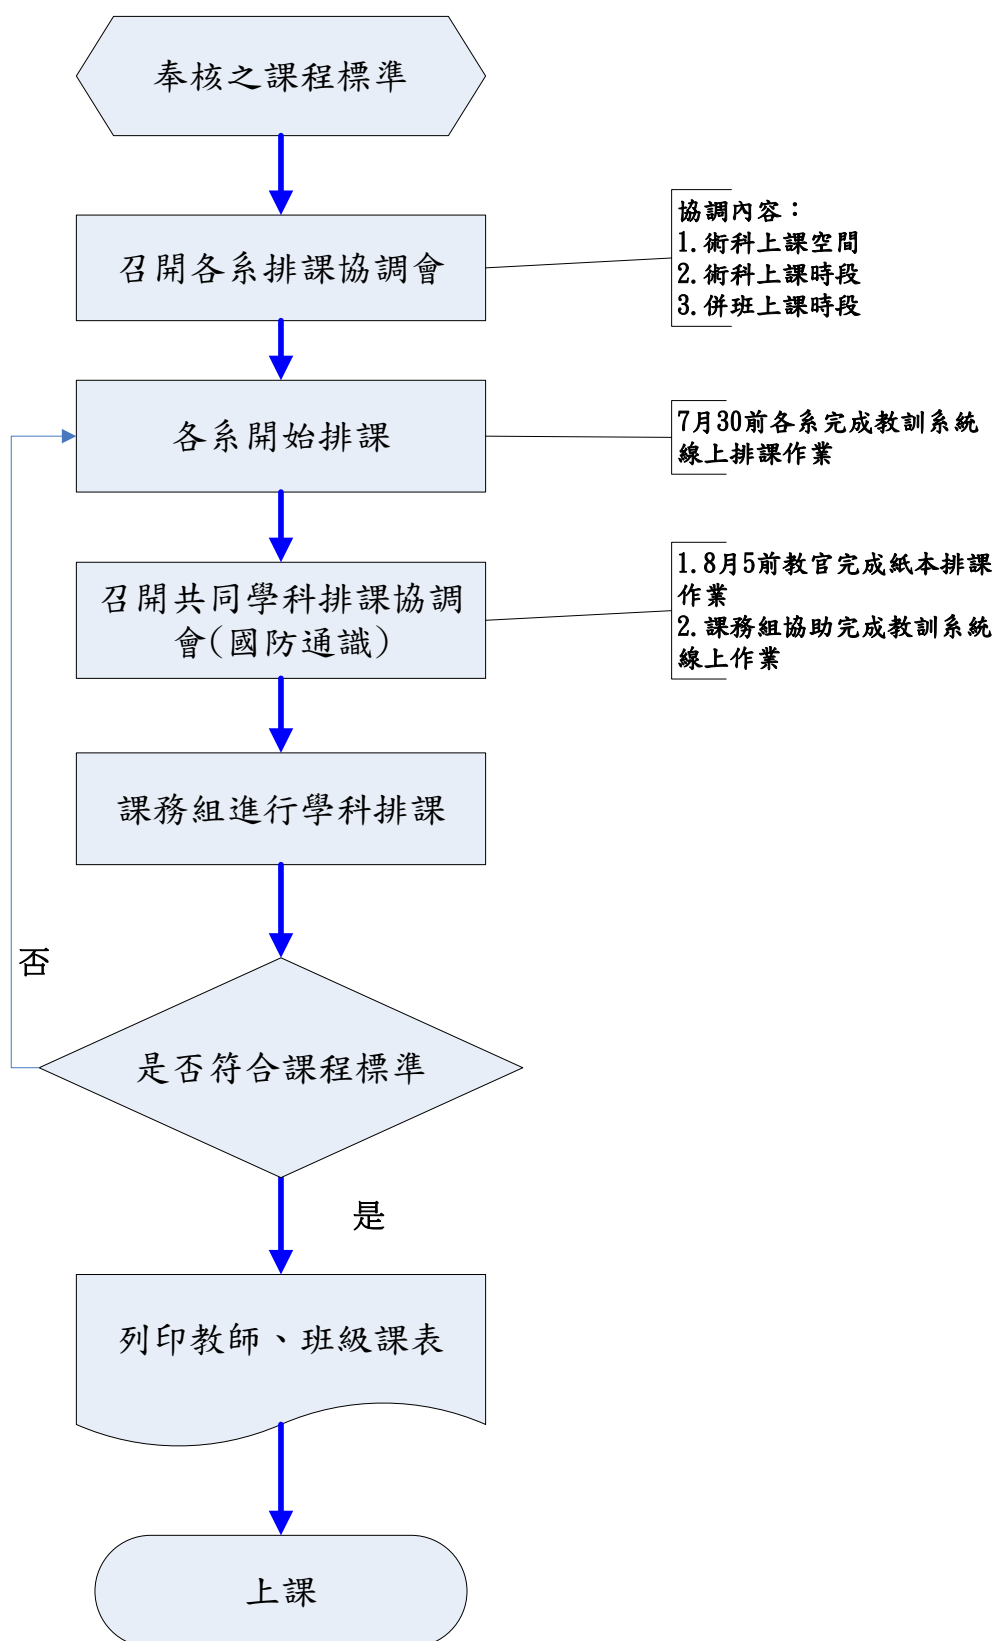 奉核之課程標準
召開各系排課協調會
協調內容：
1.術科上課空間
2.術科上課時段
3.併班上課時段
各系開始排課
7月30前各系完成教訓系統
線上排課作業
召開共同學科排課協調
會(國防通識)
1.8月5前教官完成紙本排課
作業
2.課務組協助完成教訓系統
線上作業
課務組進行學科排課
否
是否符合課程標準
是
列印教師、班級課表
上課